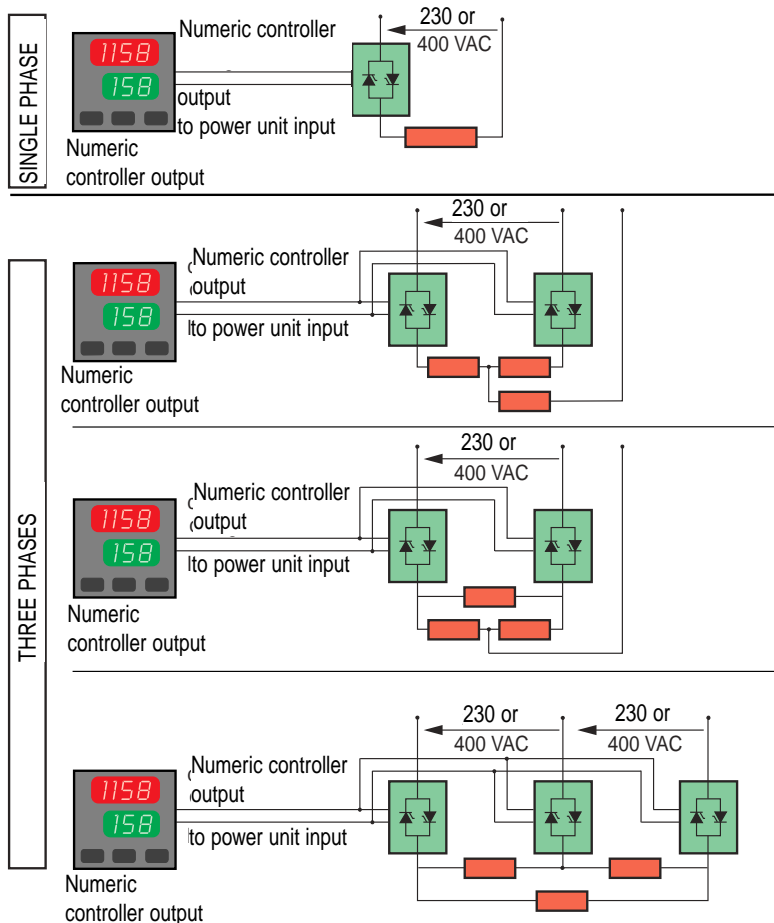 SINGLE PHASE
1158
158
Numeric controller
output
to power unit input
Numeric
controller output
230 or
400 VAC
THREE PHASES
1158
158
Numeric controller
output
to power unit input
Numeric
controller output
230 or
400 VAC
1158
158
Numeric controller
output
to power unit input
Numeric
controller output
230 or
400 VAC
1158
158
Numeric controller
output
to power unit input
Numeric
controller output
230 or
400 VAC
230 or
400 VAC